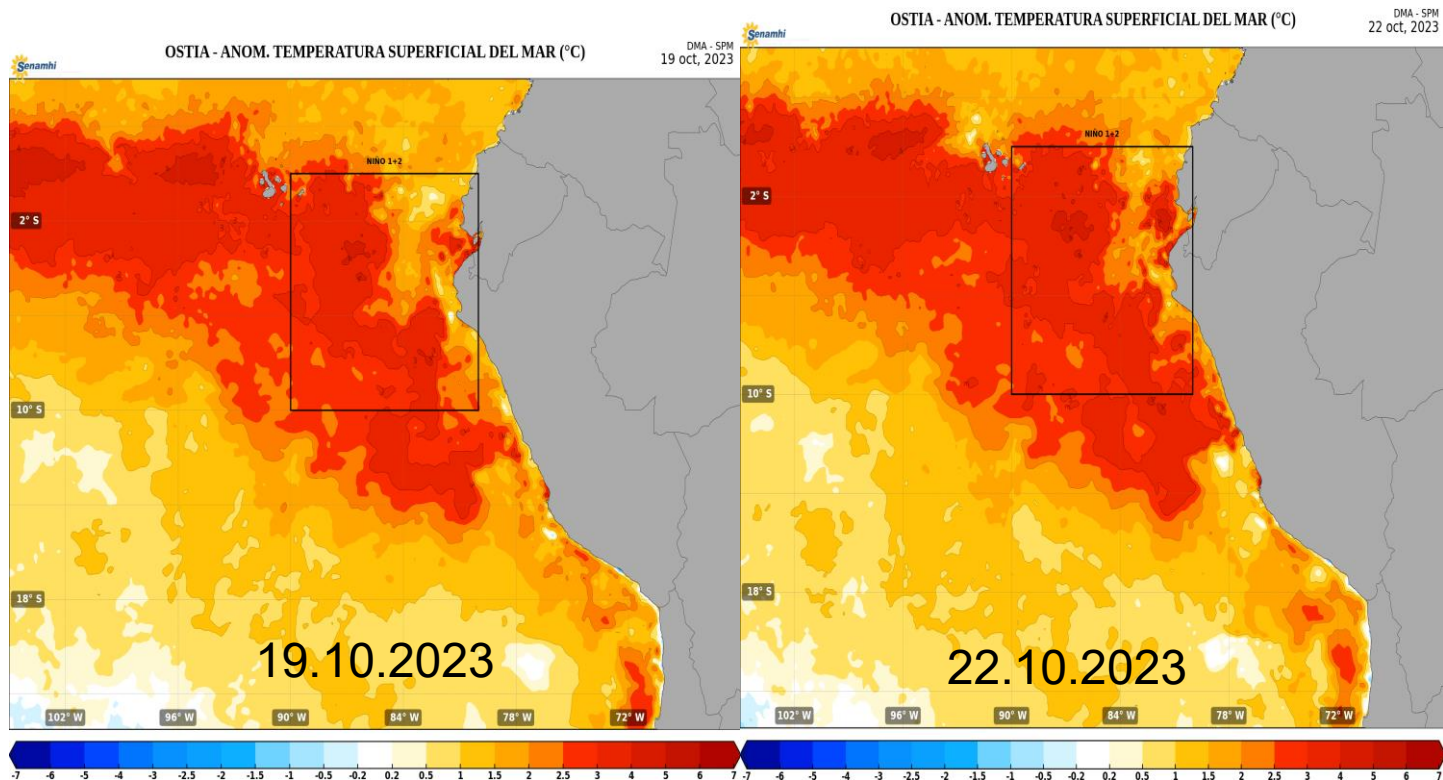 OSTIA - ANOM. TEMPERATURA SUPERFICIAL DEL MAR (°C)
DMA - SPM
19 oct, 2023
Senamhi
NIÑO 1+2
2° S
10° S
18° S
19.10.2023
102° W 96° W 90° W 84° W 78° W 72° W
-7 -6 -5 -4 -3 -2.5 -2 -1.5 -1 -0.5 -0.2 0.2 0.5 1 1.5 2 2.5 3 4 5 6 7
OSTIA - ANOM. TEMPERATURA SUPERFICIAL DEL MAR (°C)
DMA - SPM
22 oct, 2023
Senamhi
NIÑO 1+2
2° S
10° S
18° S
22.10.2023
102° W 96° W 90° W 84° W 78° W 72° W
-7 -6 -5 -4 -3 -2.5 -2 -1.5 -1 -0.5 -0.2 0.2 0.5 1 1.5 2 2.5 3 4 5 6 7